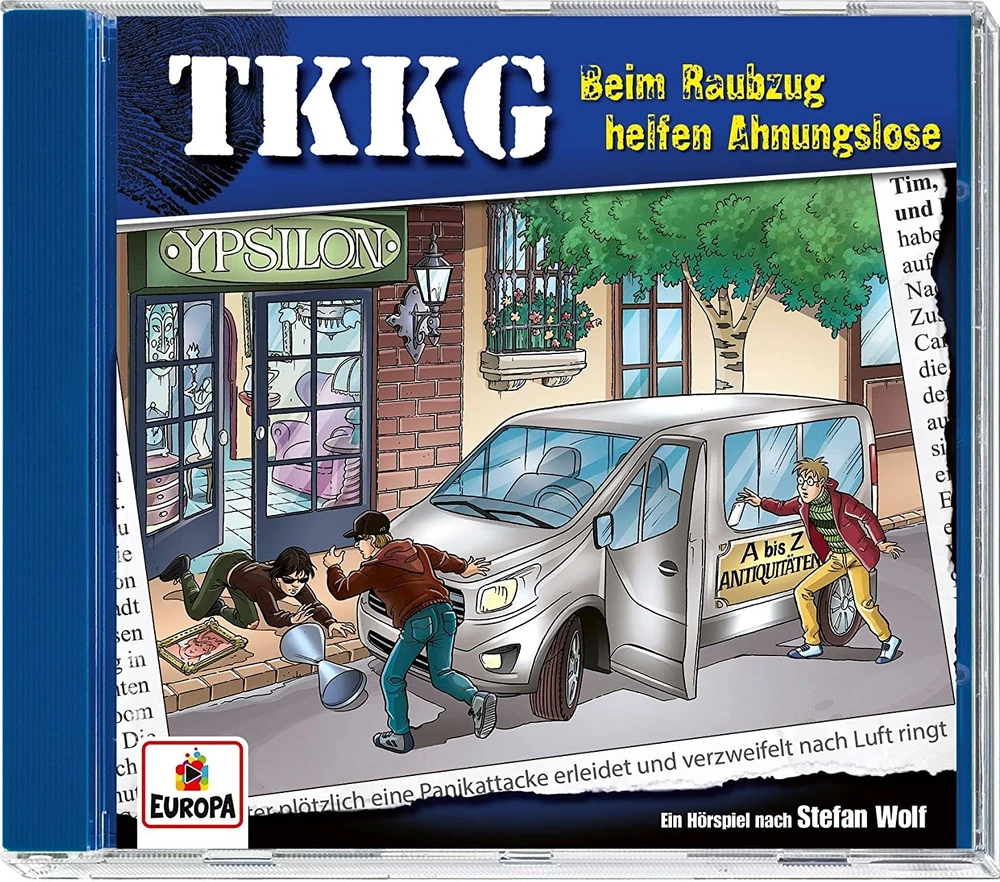 TKKG
Beim Raubzug
helfen Ahnungslose
YPSILON
Tim,
und
habe
auf
die
A bis Z
ANTIQUITÄTEN
plötzlich eine Panikattacke erleidet und verzweifelt nach Luft ringt
EUROPA
Ein Hörspiel nach Stefan Wolf